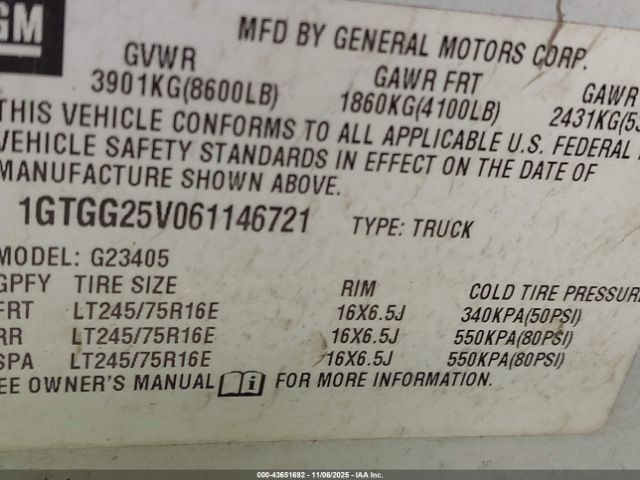 GM
MFD BY GENERAL MOTORS CORP.
GVWR GAWR FRT GAWR
3901KG(8600LB) 1860KG(4100LB) 2431KG(5
THIS VEHICLE CONFORMS TO ALL APPLICABLE U.S. FEDERAL
VEHICLE SAFETY STANDARDS IN EFFECT ON THE DATE OF
MANUFACTURE SHOWN ABOVE.
1GTGG25V061146721 TYPE: TRUCK
MODEL: G23405
GPFY TIRE SIZE RIM COLD TIRE PRESSURE
FRT LT245/75R16E 16X6.5J 340KPA(50PSI)
RR LT245/75R16E 16X6.5J 550KPA(80PSI)
SPA LT245/75R16E 16X6.5J 550KPA(80PSI)
EE OWNER'S MANUAL i FOR MORE INFORMATION.
000-43651692 - 11/06/2025 - IAA Inc.